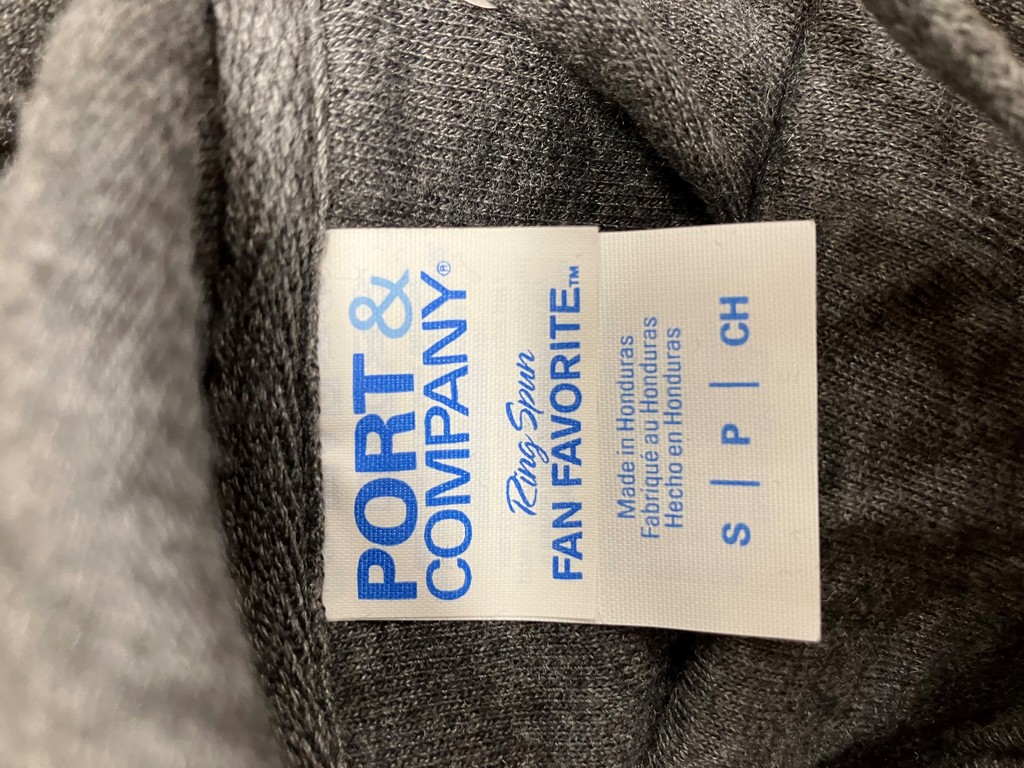 PORT &
COMPANY®
Ring Spun
FAN FAVORITE™
Made in Honduras
Fabriqué au Honduras
Hecho en Honduras
S | P | CH